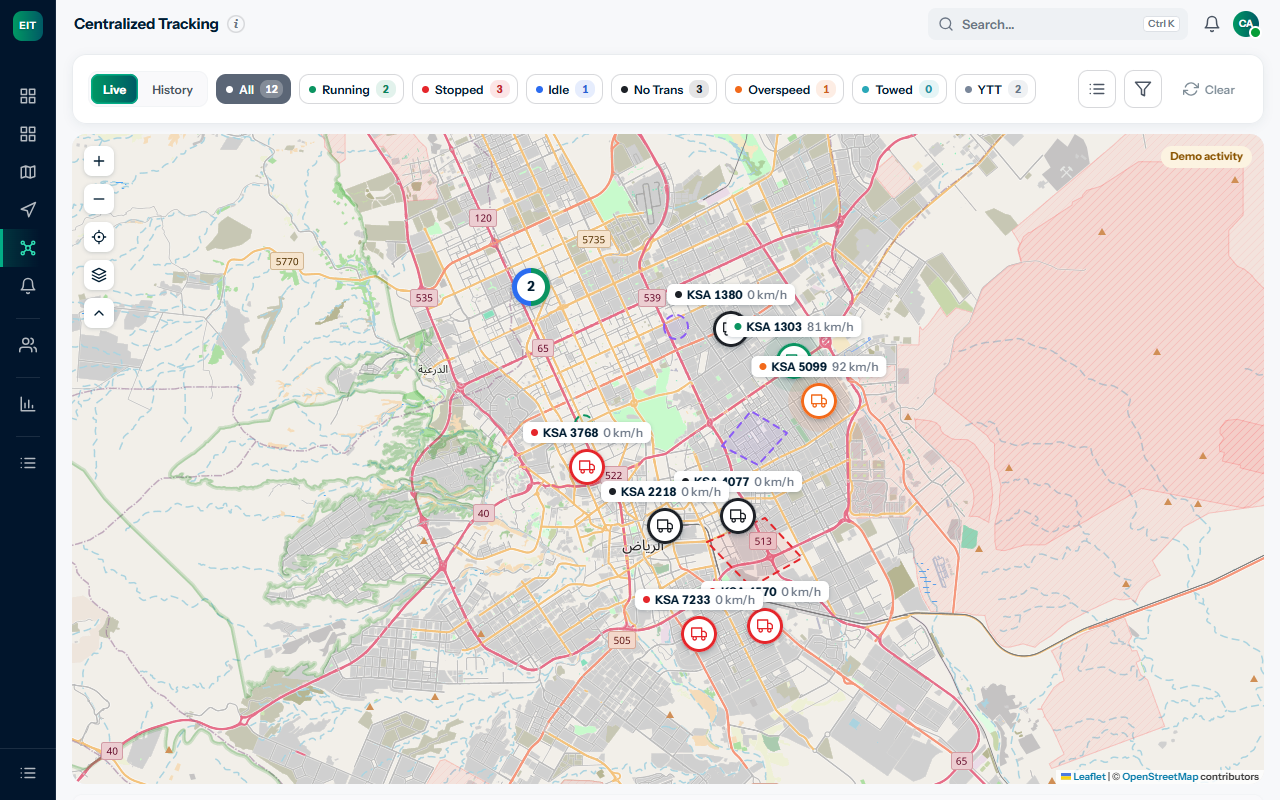 EIT
Centralized Tracking
i
Search...
Ctrl K
CA
Live
History
All 12
Running 2
Stopped 3
Idle 1
No Trans 3
Overspeed 1
Towed 0
YTT 2
Clear
Demo activity
120
5735
5770
535
2
539
KSA 1380 0 km/h
KSA 1303 81 km/h
65
KSA 5099 92 km/h
الدرعية
KSA 3768 0 km/h
522
4077 0 km/h
KSA 2218 0 km/h
40
513
الرياض
0 km/h
KSA 7233 0 km/h
505
40
65
Leaflet | © OpenStreetMap contributors